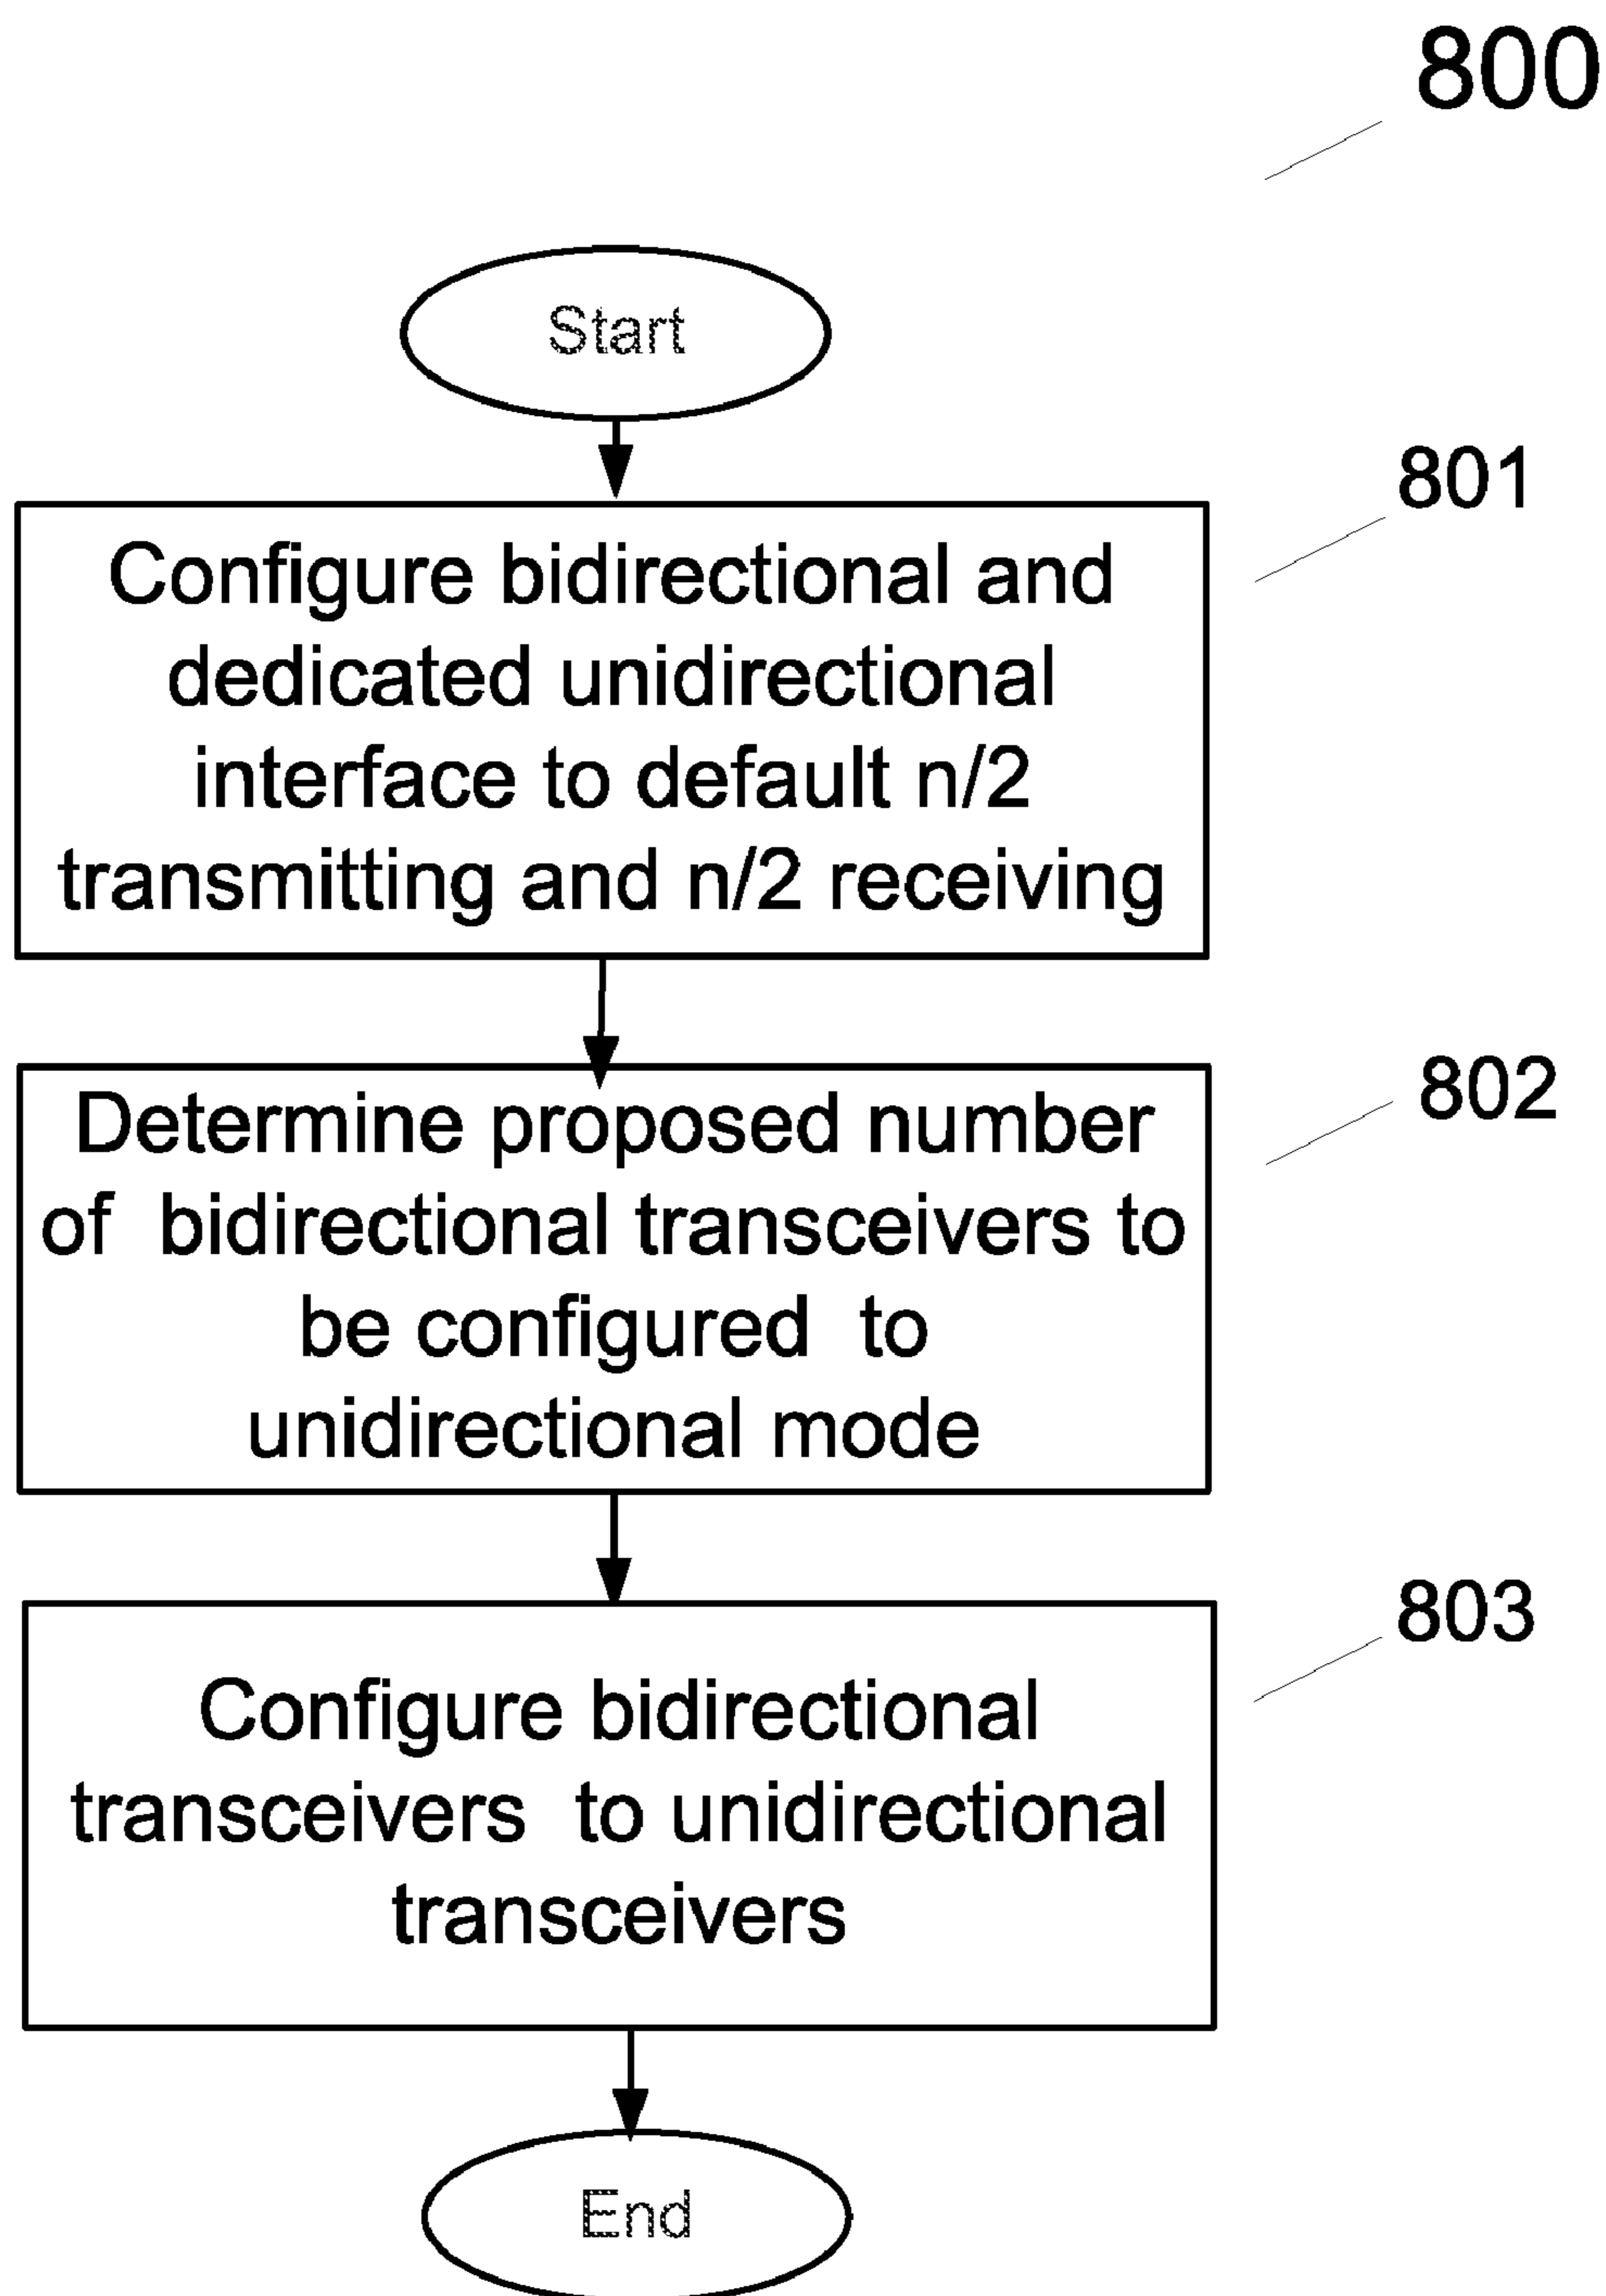 800
Start
801
Configure bidirectional and
dedicated unidirectional
interface to default n/2
transmitting and n/2 receiving
802
Determine proposed number
of bidirectional transceivers to
be configured to
unidirectional mode
803
Configure bidirectional
transceivers to unidirectional
transceivers
End